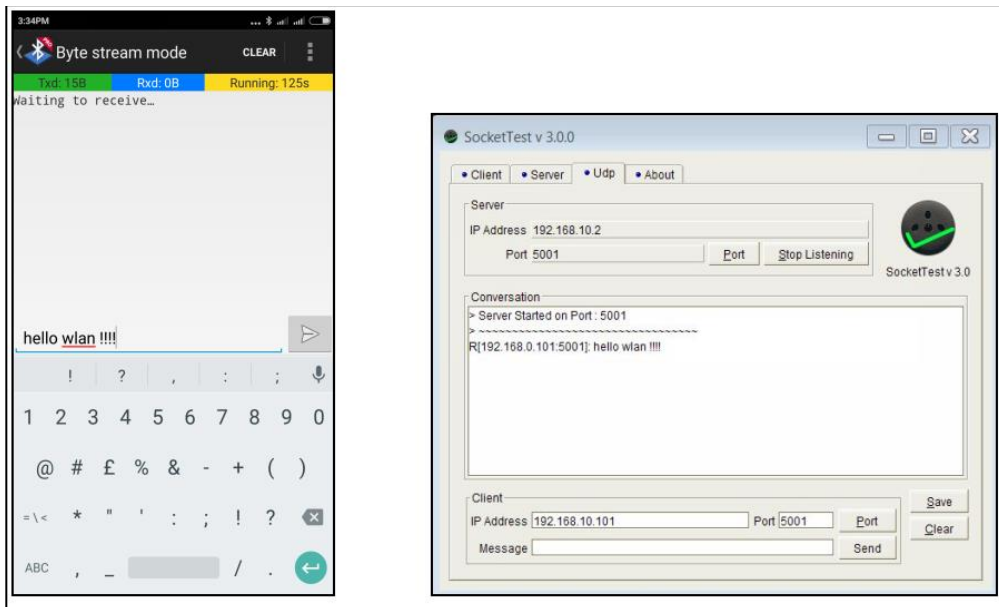 3:34PM
Byte stream mode CLEAR
Txd: 15B Rxd: 0B Running: 125s
Waiting to receive…
hello wlan !!!!
! ? , : ;
1 2 3 4 5 6 7 8 9 0
@ # £ % & - + ( )
= \ < * " ' : ; ! ?
ABC , _ / .
SocketTest v 3.0.0
Client Server Udp About
Server
IP Address 192.168.10.2
Port 5001 Port Stop Listening
SocketTest v 3.0
Conversation
> Server Started on Port : 5001
> ~~~~~~~~~~~~~~~~~~~~~~~~~~~~~~~~~
R[192.168.0.101:5001]: hello wlan !!!!
Client
IP Address 192.168.10.101 Port 5001 Port
Message Send
Save
Clear